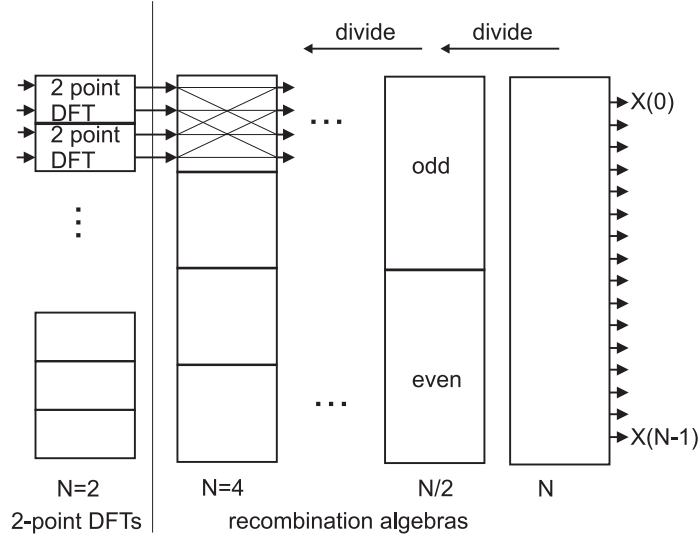 divide divide
2 point
DFT
2 point
DFT
X(0)
...
odd
...
even
...
X(N-1)
N=2 N=4 N/2 N
2-point DFTs recombination algebras